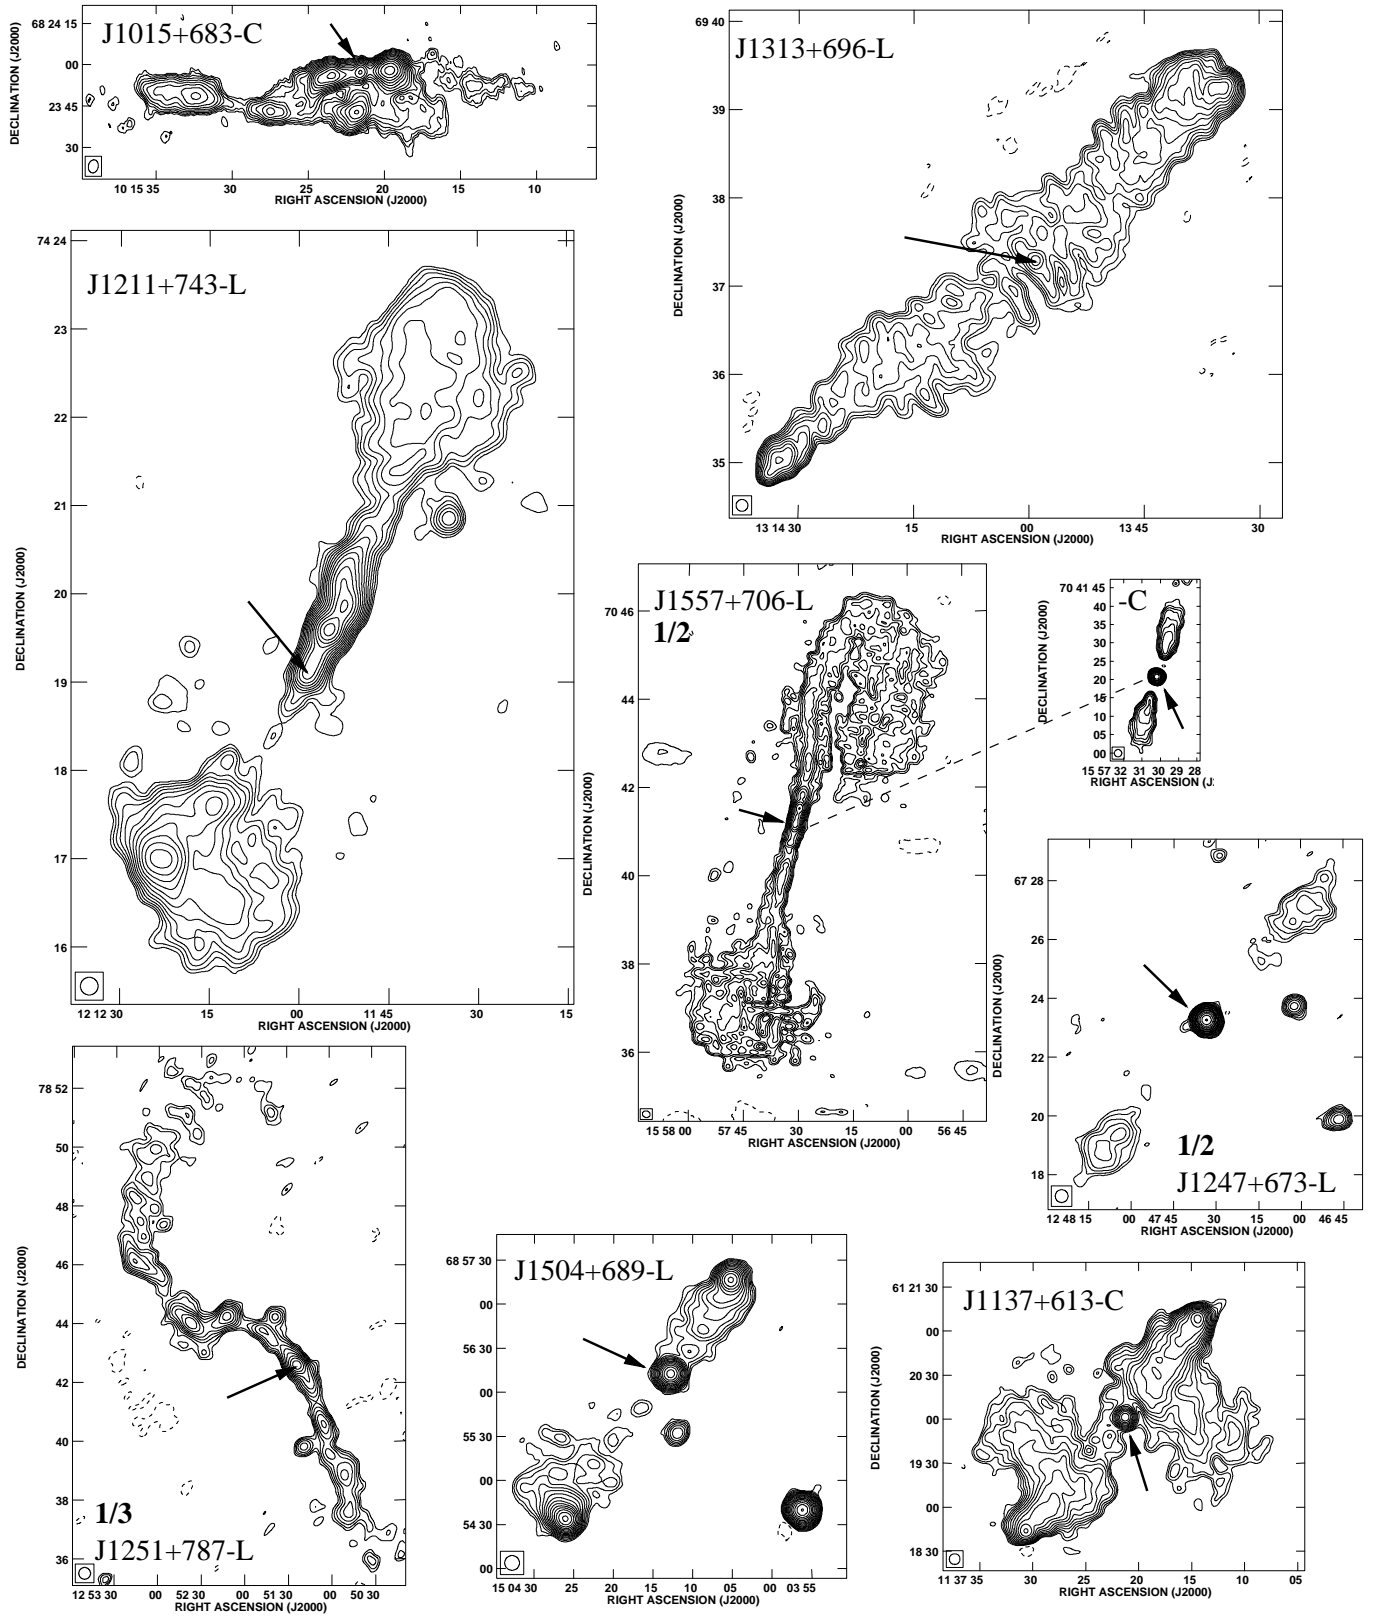 J1015+683-C
68 24 15
00
23 45
30
DECLINATION (J2000)
10 15 35 30 25 20 15 10
RIGHT ASCENSION (J2000)
J1313+696-L
69 40
39
38
37
36
35
DECLINATION (J2000)
13 14 30 15 00 13 45 30
RIGHT ASCENSION (J2000)
J1211+743-L
74 24
23
22
21
20
19
18
17
16
DECLINATION (J2000)
12 12 30 15 00 11 45 30 15
RIGHT ASCENSION (J2000)
J1557+706-L
1/2
70 46
44
42
40
38
36
DECLINATION (J2000)
15 58 00 57 45 30 15 00 56 45
RIGHT ASCENSION (J2000)
-C
70 41 45
40
35
30
25
20
15
10
05
00
DECLINATION (J2000)
15 57 32 31 30 29 28
RIGHT ASCENSION (J:
67 28
26
24
22
20
18
DECLINATION (J2000)
1/2
J1247+673-L
12 48 15 00 47 45 30 15 00 46 45
RIGHT ASCENSION (J2000)
78 52
50
48
46
44
42
40
38
36
DECLINATION (J2000)
1/3
J1251+787-L
12 53 30 00 52 30 00 51 30 00 50 30
RIGHT ASCENSION (J2000)
J1504+689-L
68 57 30
00
56 30
00
55 30
00
54 30
00
DECLINATION (J2000)
15 04 30 25 20 15 10 05 00 03 55
RIGHT ASCENSION (J2000)
J1137+613-C
61 21 30
00
20 30
00
19 30
00
18 30
DECLINATION (J2000)
11 37 35 30 25 20 15 10 05
RIGHT ASCENSION (J2000)